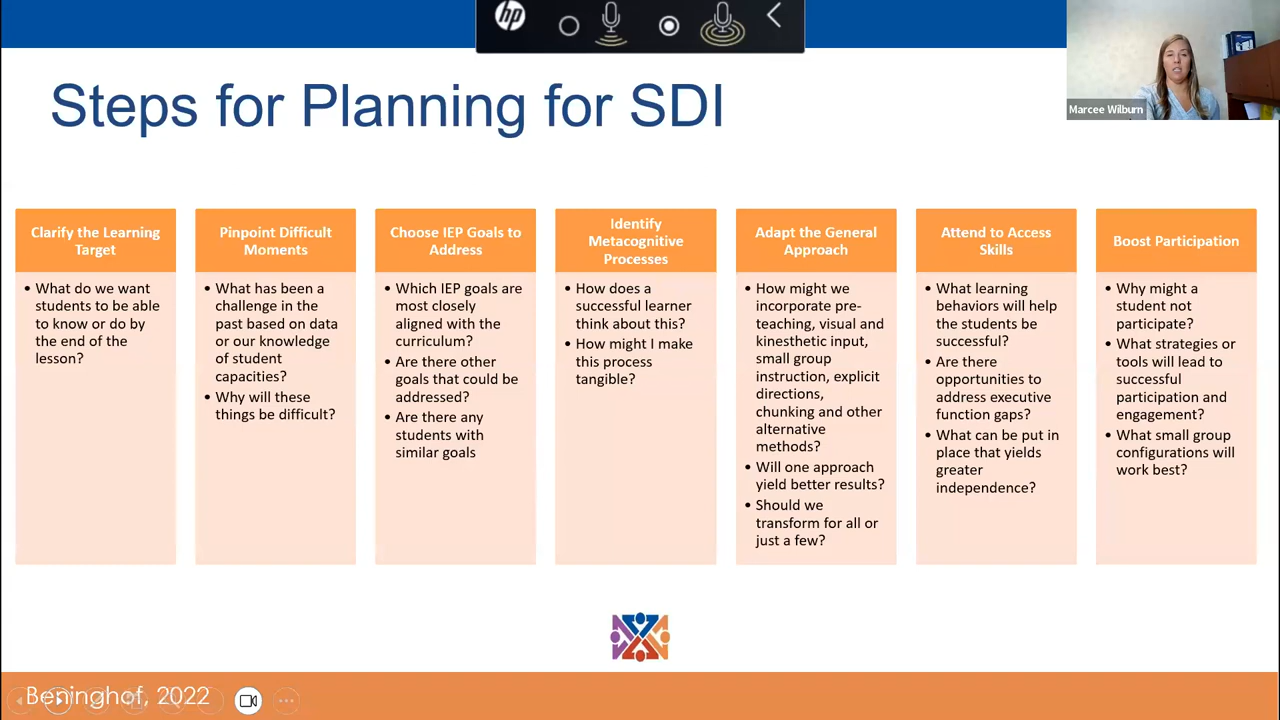 hp
Marcee Wilburn
Steps for Planning for SDI
Clarify the Learning
Target
• What do we want
students to be able
to know or do by
the end of the
lesson?
Pinpoint Difficult
Moments
• What has been a
challenge in the
past based on data
or our knowledge
of student
capacities?
• Why will these
things be difficult?
Choose IEP Goals to
Address
• Which IEP goals are
most closely
aligned with the
curriculum?
• Are there other
goals that could be
addressed?
• Are there any
students with
similar goals
Identify
Metacognitive
Processes
• How does a
successful learner
think about this?
• How might I make
this process
tangible?
Adapt the General
Approach
• How might we
incorporate pre-
teaching, visual and
kinesthetic input,
small group
instruction, explicit
directions,
chunking and other
alternative
methods?
• Will one approach
yield better results?
• Should we
transform for all or
just a few?
Attend to Access
Skills
• What learning
behaviors will help
the students be
successful?
• Are there
opportunities to
address executive
function gaps?
• What can be put in
place that yields
greater
independence?
Boost Participation
• Why might a
student not
participate?
• What strategies or
tools will lead to
successful
participation and
engagement?
• What small group
configurations will
work best?
Beninghof, 2022